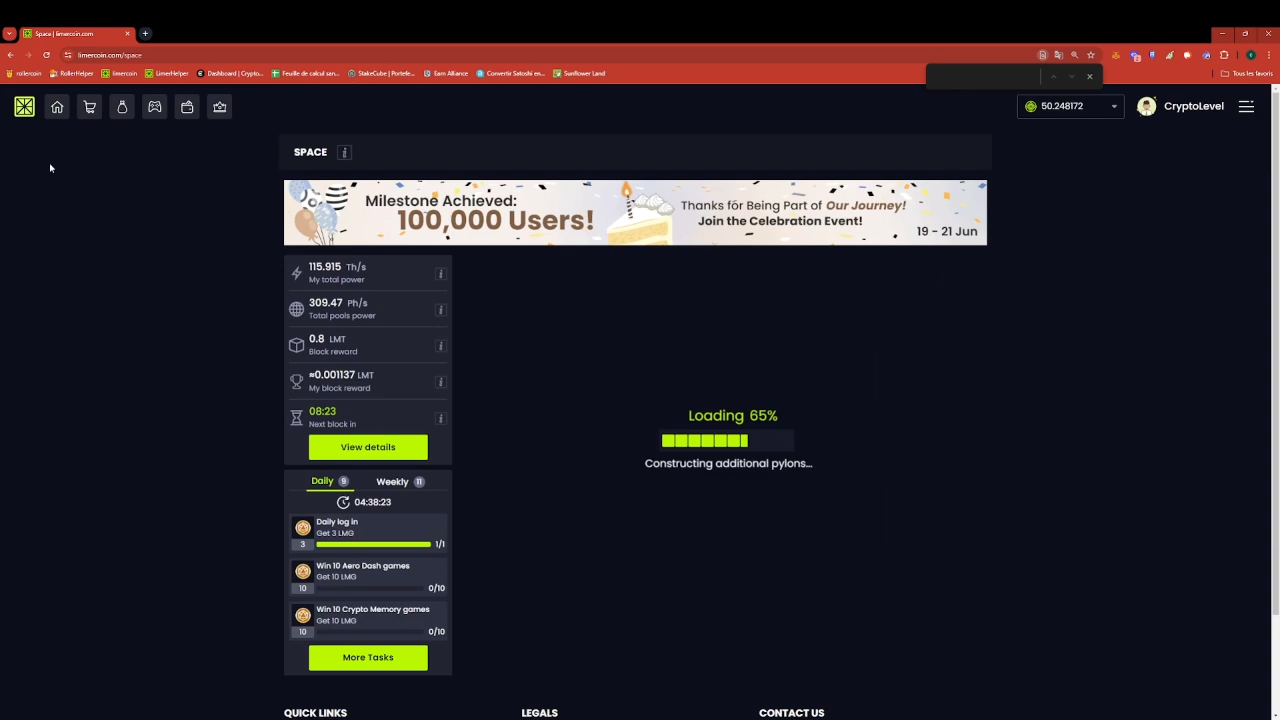 Space | limercoin.com
limercoin.com/space
rollercoin
RollerHelper
limercoin
LimerHelper
Dashboard | Crypto...
Feuille de calcul san...
StakeCube | Portele...
Earn Alliance
Convertir Satoshi en...
Sunflower Land
Tous les favoris
50.248172
CryptoLevel
SPACE
Milestone Achieved:
100,000 Users!
Thanks for Being Part of Our Journey!
Join the Celebration Event!
19 - 21 Jun
115.915 Th/s
My total power
309.47 Ph/s
Total pools power
0.8 LMT
Block reward
≈0.001137 LMT
My block reward
08:23
Next block in
View details
Daily 9
Weekly 11
04:38:23
Daily log in
Get 3 LMG
3
1/1
Win 10 Aero Dash games
Get 10 LMG
10
0/10
Win 10 Crypto Memory games
Get 10 LMG
10
0/10
More Tasks
Loading 65%
Constructing additional pylons...
QUICK LINKS
LEGALS
CONTACT US